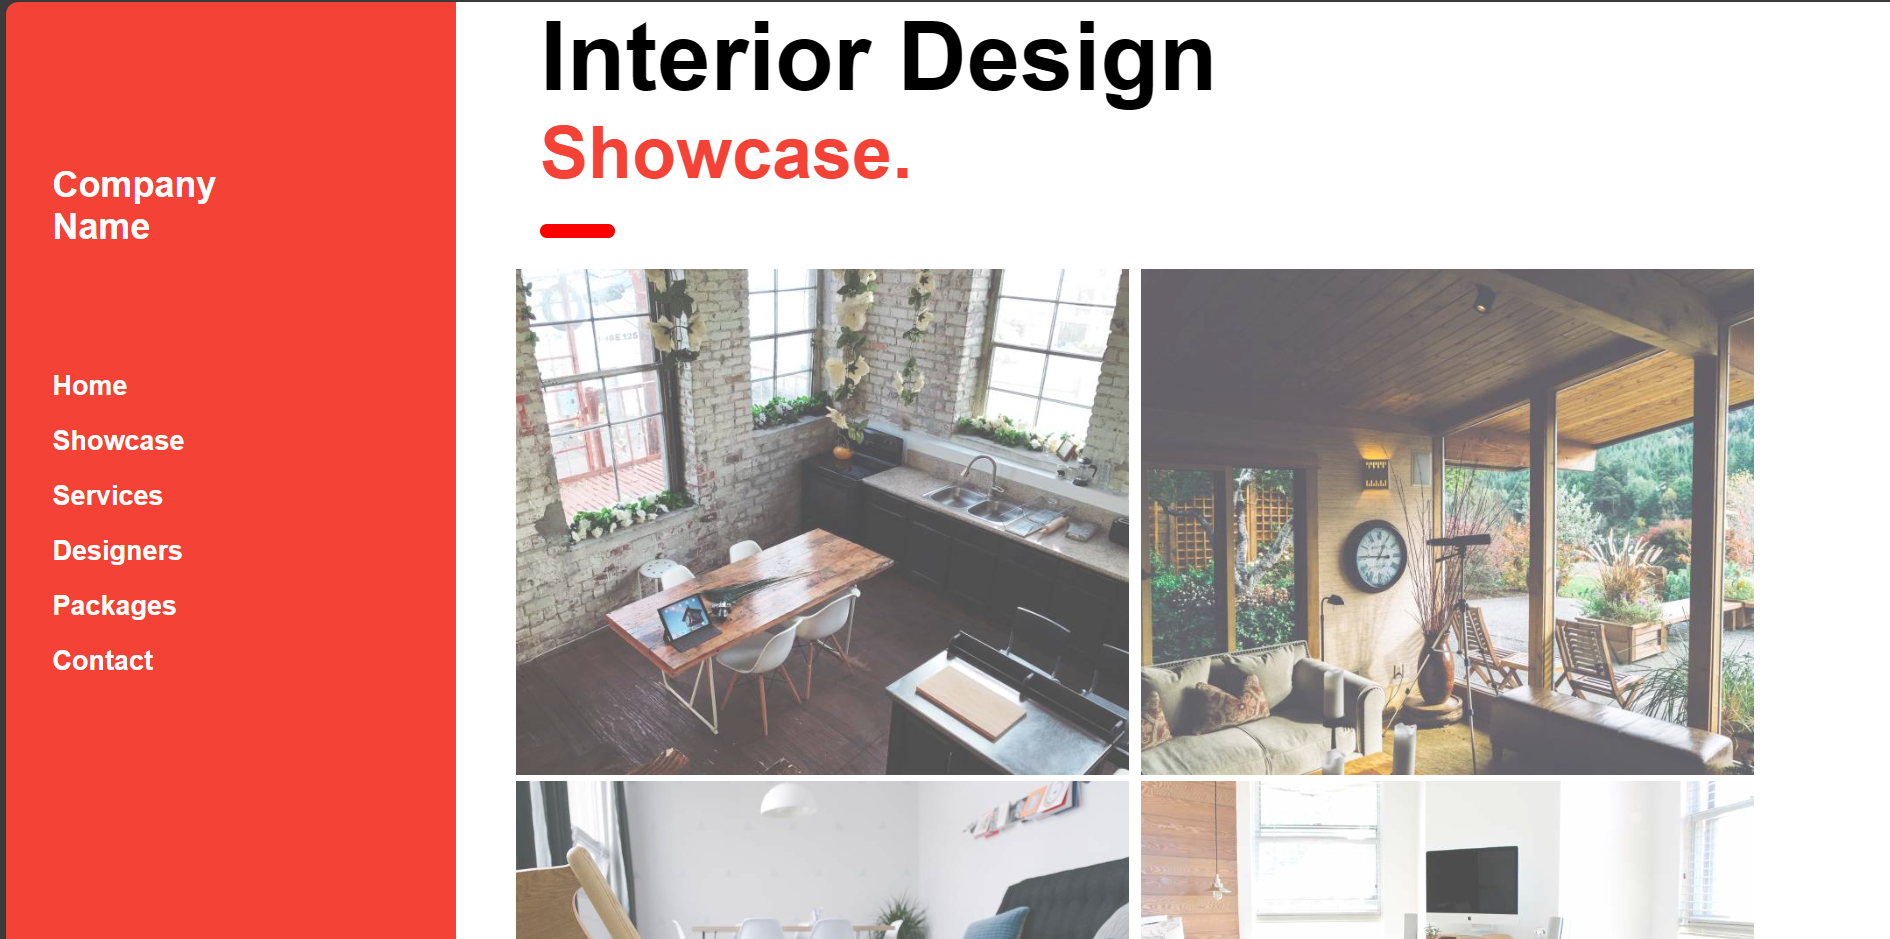 Company
Name
Home
Showcase
Services
Designers
Packages
Contact
Interior Design
Showcase.